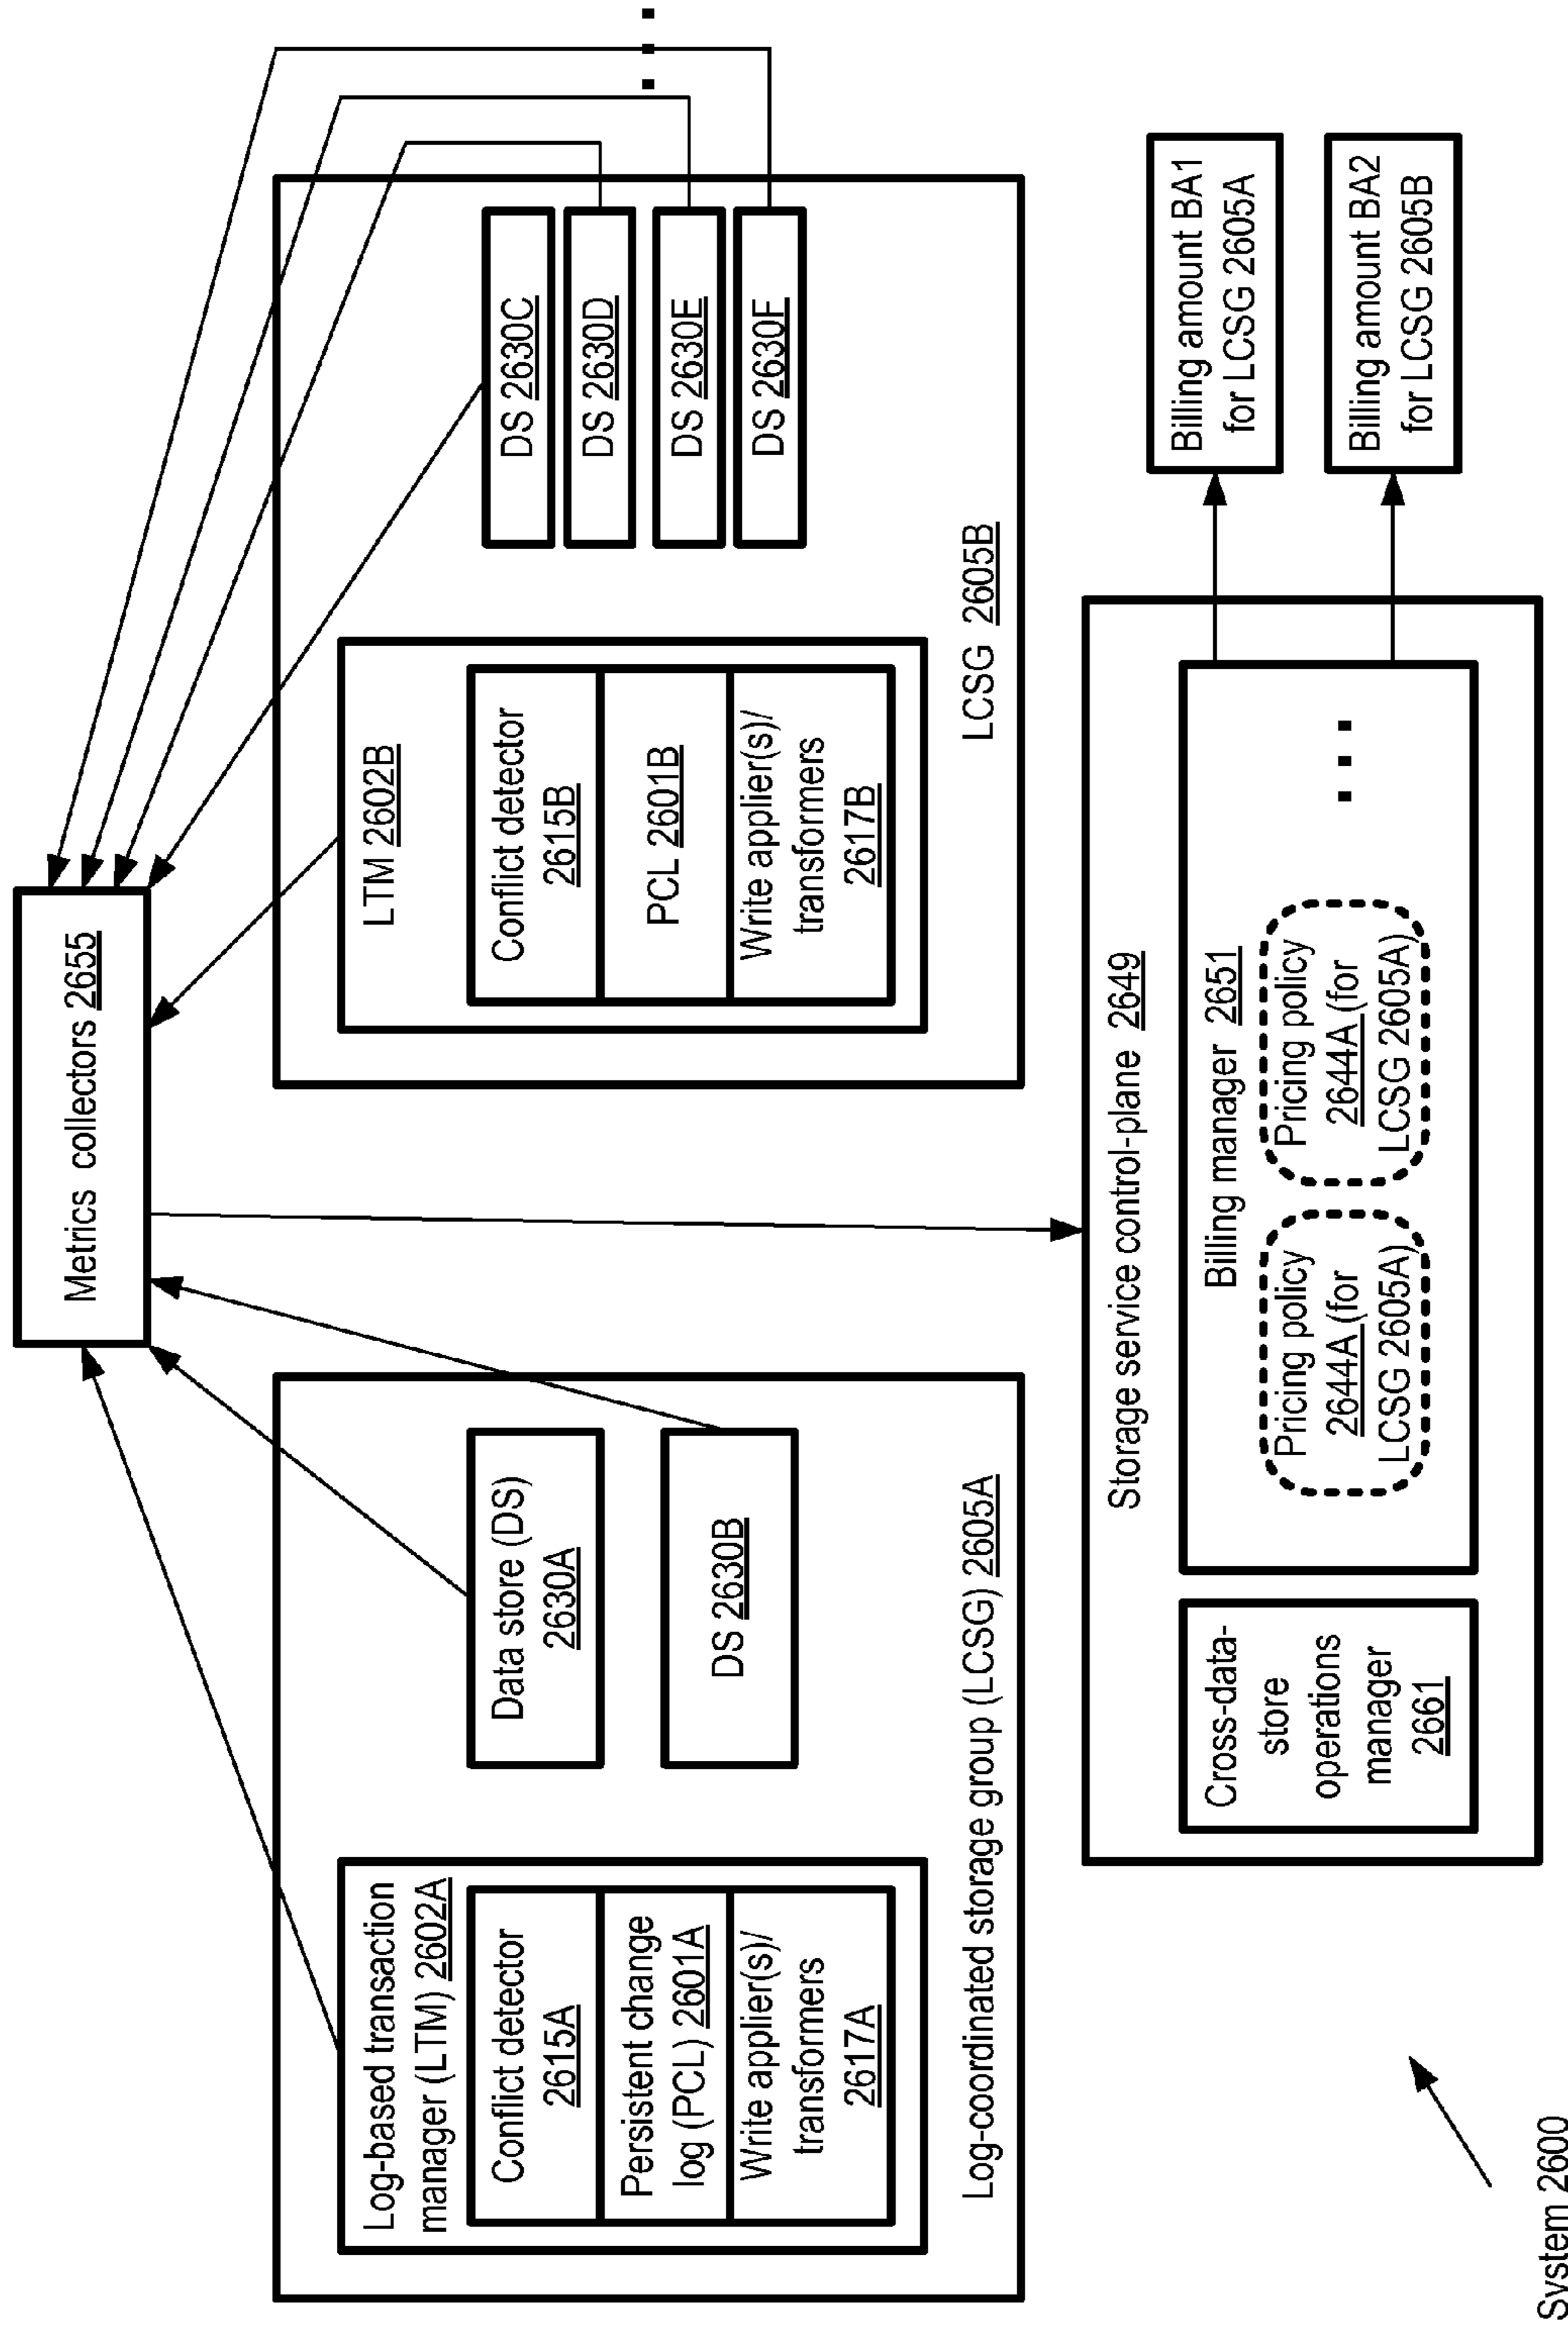 Metrics collectors 2655
Log-based transaction
manager (LTM) 2602A
Conflict detector
2615A
Persistent change
log (PCL) 2601A
Write applier(s)/
transformers
2617A
Data store (DS)
2630A
DS 2630B
Log-coordinated storage group (LCSG) 2605A
LTM 2602B
Conflict detector
2615B
PCL 2601B
Write applier(s)/
transformers
2617B
DS 2630C
DS 2630D
DS 2630E
DS 2630F
LCSG 2605B
. . .
Storage service control-plane 2649
Cross-data-
store
operations
manager
2661
Billing manager 2651
Pricing policy
2644A (for
LCSG 2605A)
Pricing policy
2644A (for
LCSG 2605A)
. . .
Billing amount BA1
for LCSG 2605A
Billing amount BA2
for LCSG 2605B
System 2600